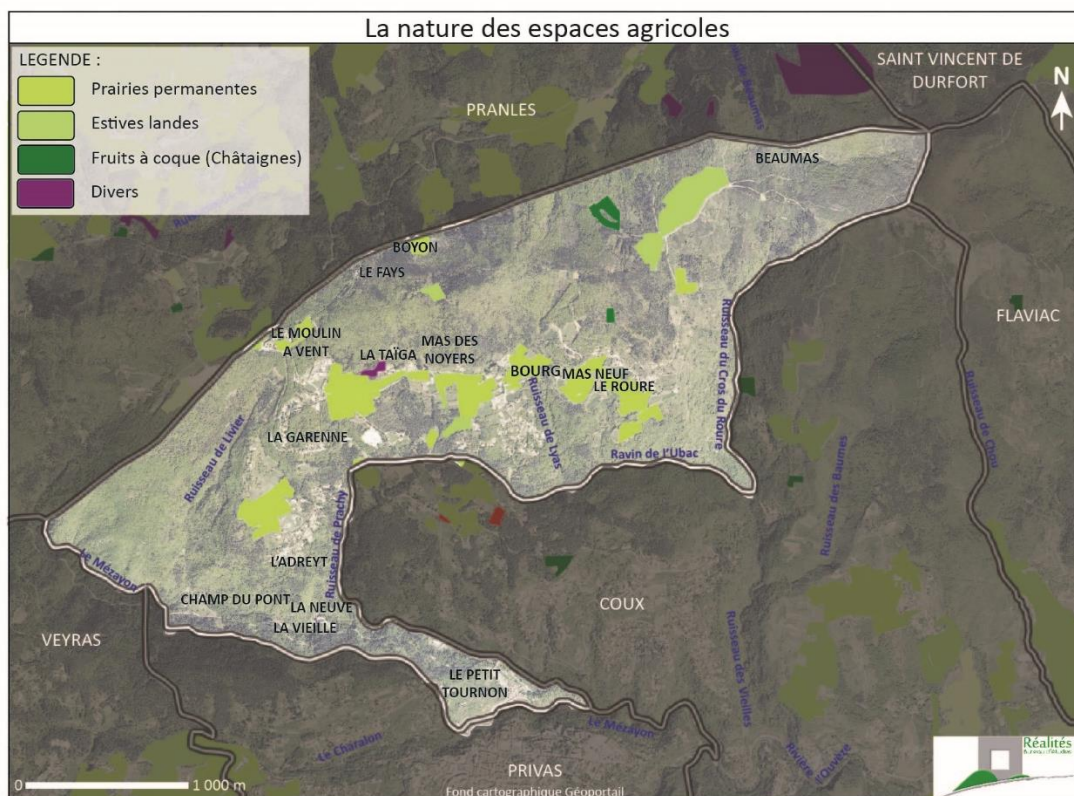 La nature des espaces agricoles
LEGENDE :
Prairies permanentes
Estives landes
Fruits à coque (Châtaignes)
Divers
SAINT VINCENT DE
DURFORT
N
PRANLES
BEAUMAS
BOYON
LE FAYS
FLAVIAC
LE MOULIN
A VENT
LA TAÏGA
MAS DES
NOYERS
BOURG
MAS NEUF
LE ROURE
Ruisseau du Cros du Roure
Ruisseau de Chou
Ruisseau de Livier
LA GARENNE
Ruisseau de Lyas
Ravin de l'Ubac
Ruisseau des Baumes
Ruisseau de Prachy
L'ADREYT
Le Mézayon
CHAMP DU PONT
LA NEUVE
LA VIEILLE
COUX
VEYRAS
LE PETIT
TOURNON
Ruisseau des Vieilles
Le Mézayon
Le Charalon
Rivière l'Ouvèze
PRIVAS
Fond cartographique Géoportail
0
1 000 m
Réalités